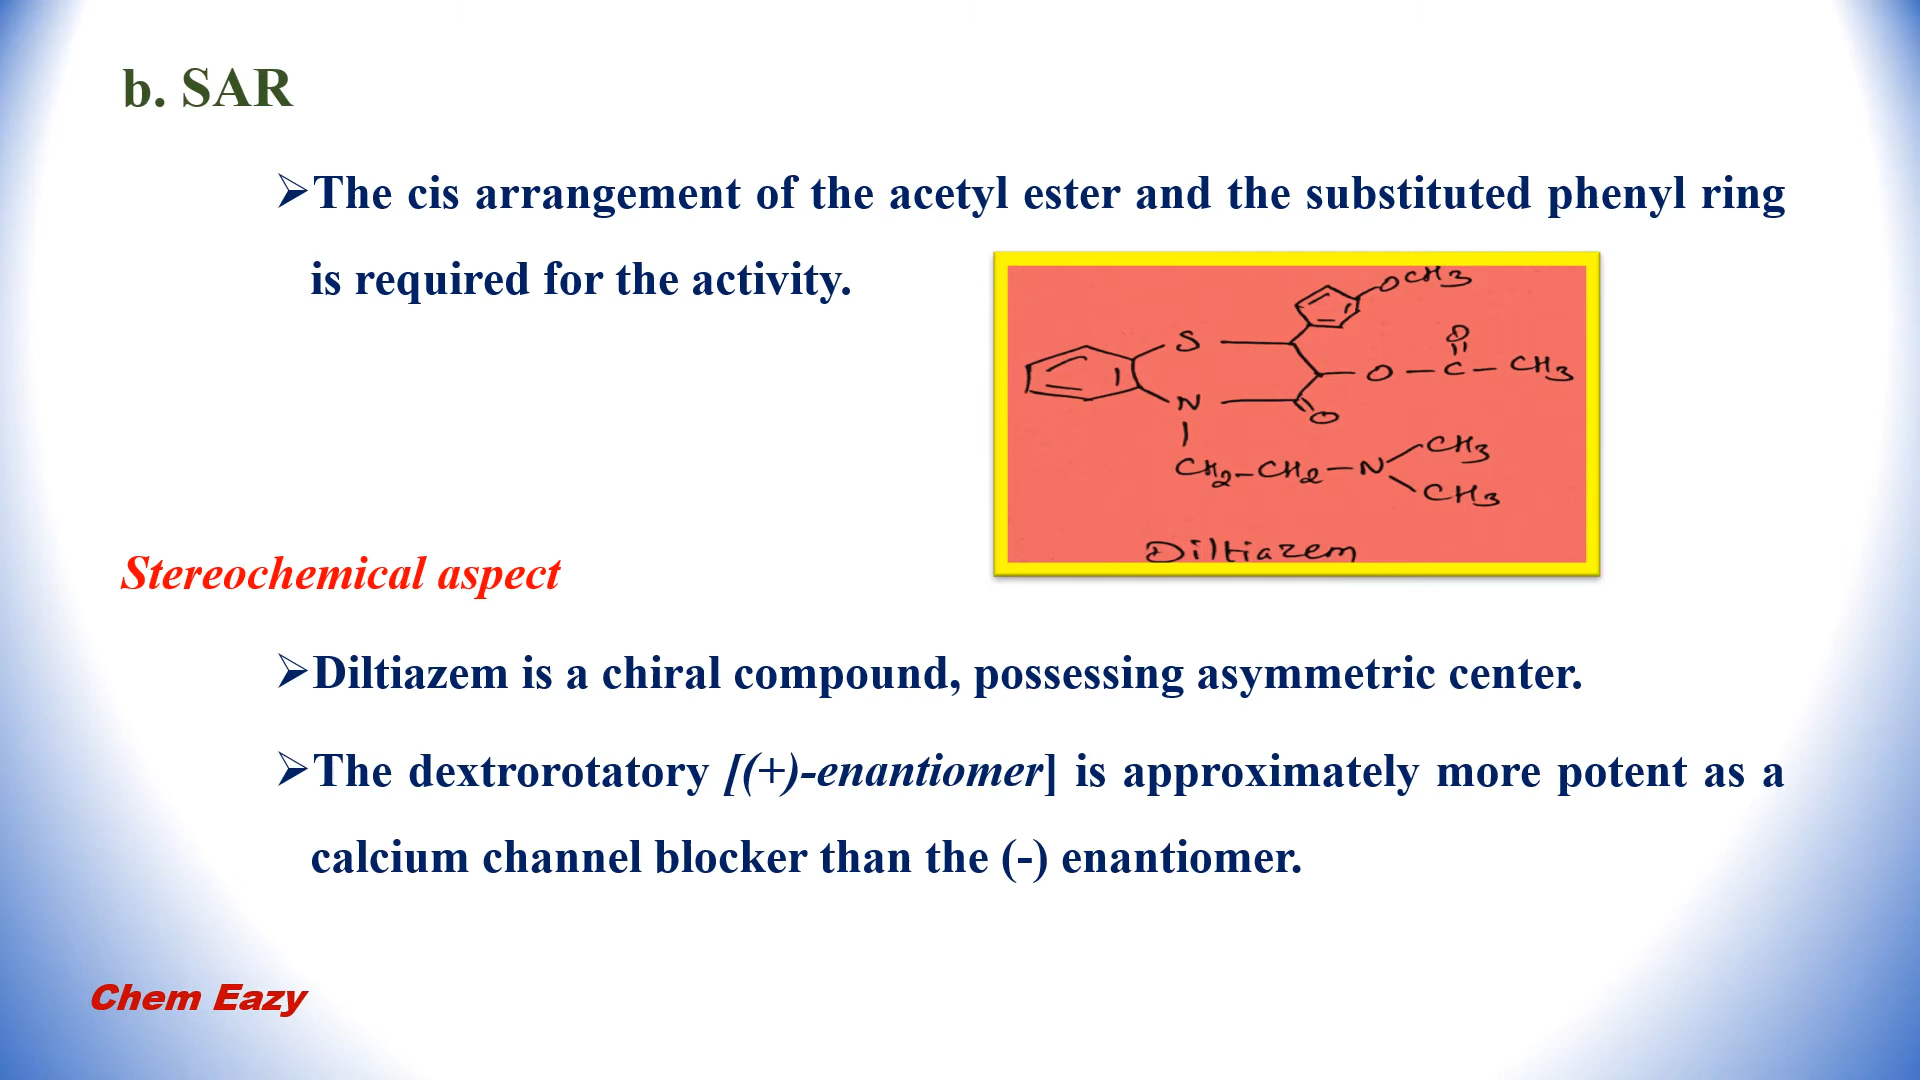 b. SAR
➢The cis arrangement of the acetyl ester and the substituted phenyl ring
is required for the activity.
OCH3
S
O
O – C – CH3
N
O
CH2–CH2–N
CH3
CH3
Diltiazem
Stereochemical aspect
➢Diltiazem is a chiral compound, possessing asymmetric center.
➢The dextrorotatory [(+)-enantiomer] is approximately more potent as a
calcium channel blocker than the (-) enantiomer.
Chem Eazy